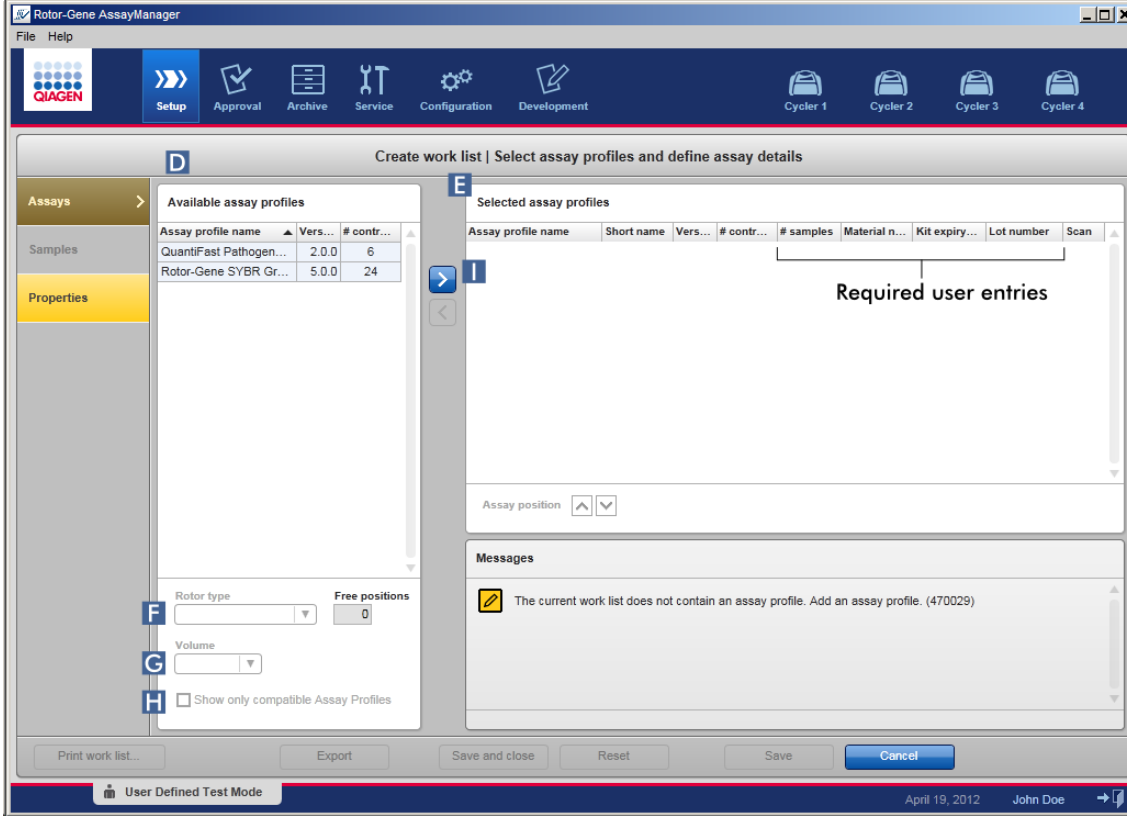 Rotor-Gene AssayManager
File Help
QIAGEN
Setup Approval Archive Service Configuration Development Cycler 1 Cycler 2 Cycler 3 Cycler 4
Create work list | Select assay profiles and define assay details
D
E
Assays
Samples
Properties
Available assay profiles
Assay profile name Vers... # contr...
QuantiFast Pathogen... 2.0.0 6
Rotor-Gene SYBR Gr... 5.0.0 24
I
Selected assay profiles
Assay profile name Short name Vers... # contr... # samples Material n... Kit expiry... Lot number Scan
Required user entries
Assay position
F
Rotor type Free positions
0
G
Volume
H
Show only compatible Assay Profiles
Messages
The current work list does not contain an assay profile. Add an assay profile. (470029)
Print work list... Export Save and close Reset Save Cancel
User Defined Test Mode
April 19, 2012 John Doe